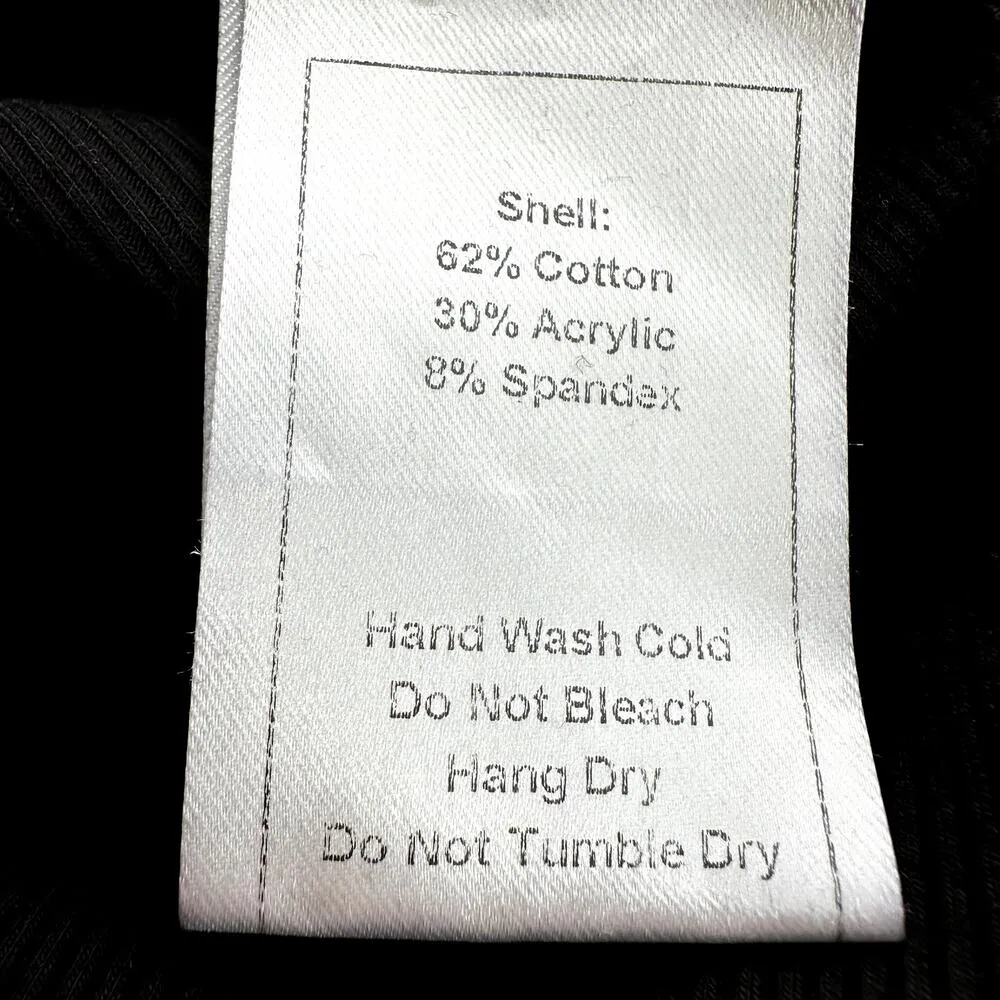 Shell:
62% Cotton
30% Acrylic
8% Spandex
Hand Wash Cold
Do Not Bleach
Hang Dry
Do Not Tumble Dry